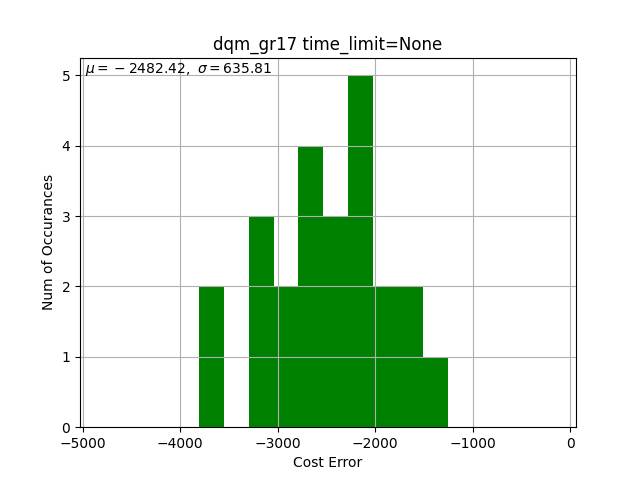 dqm_gr17 time_limit=None
μ = −2482.42, σ = 635.81
5
4
3
2
1
0
Num of Occurances
−5000 −4000 −3000 −2000 −1000 0
Cost Error